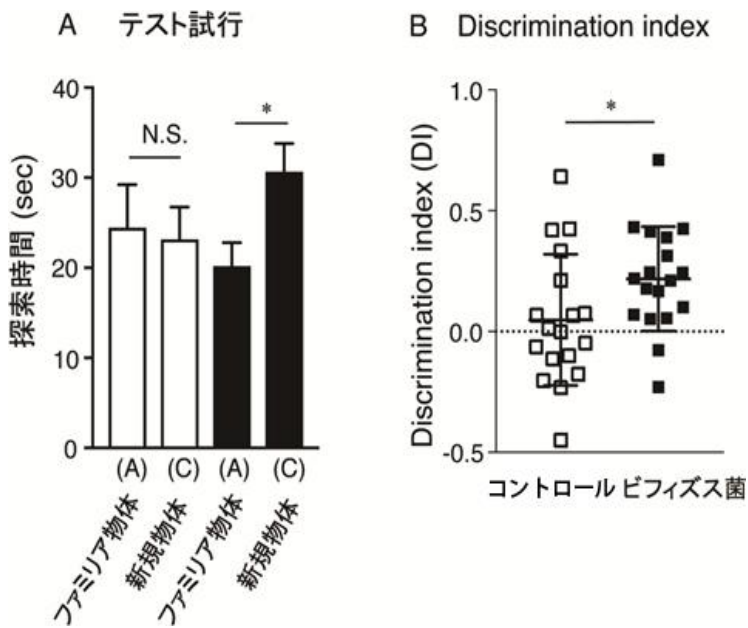 A テスト試行
探索時間 (sec)
40
30
20
10
0
N.S.
*
(A) (C) (A) (C)
ファミリア物体
新規物体
ファミリア物体
新規物体
B Discrimination index
Discrimination index (DI)
1.0
0.5
0.0
-0.5
*
コントロール ビフィズス菌